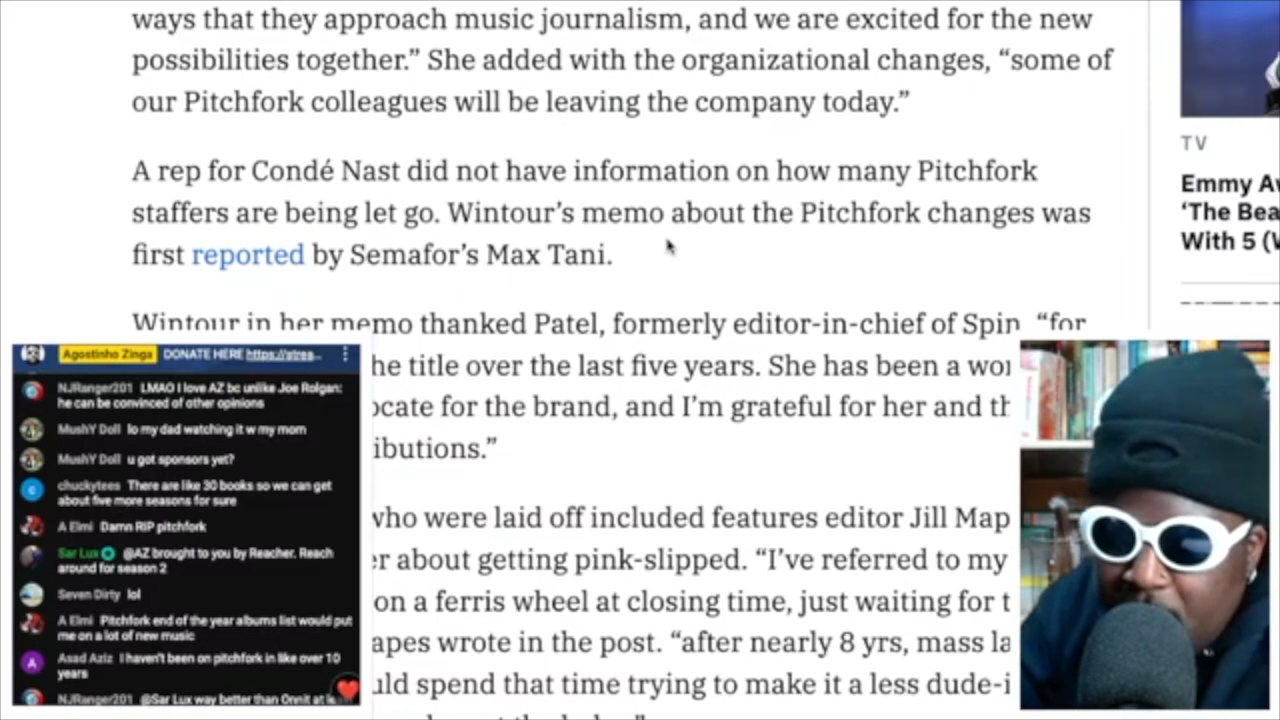 ways that they approach music journalism, and we are excited for the new
possibilities together.” She added with the organizational changes, “some of
our Pitchfork colleagues will be leaving the company today.”
A rep for Condé Nast did not have information on how many Pitchfork
staffers are being let go. Wintour’s memo about the Pitchfork changes was
first reported by Semafor’s Max Tani.
Wintour in her memo thanked Patel, formerly editor-in-chief of Spin, “for
he title over the last five years. She has been a wo
ocate for the brand, and I’m grateful for her and th
ibutions.”
who were laid off included features editor Jill Map
er about getting pink-slipped. “I’ve referred to my
on a ferris wheel at closing time, just waiting for t
apes wrote in the post. “after nearly 8 yrs, mass la
uld spend that time trying to make it a less dude-i
TV
Emmy Av
‘The Bea
With 5 (
Agostinho Zinga DONATE HERE https://strea...
NJRanger201 LMAO I love AZ bc unlike Joe Rolgan:
he can be convinced of other opinions
MushY Doll lo my dad watching it w my mom
MushY Doll u got sponsors yet?
chuckytees There are like 30 books so we can get
about five more seasons for sure
A Elmi Damn RIP pitchfork
Sar Lux @AZ brought to you by Reacher. Reach
around for season 2
Seven Dirty lol
A Elmi Pitchfork end of the year albums list would put
me on a lot of new music
A
Asad Aziz I haven't been on pitchfork in like over 10
years
NJRanger201 @Sar Lux way better than Onnit at le